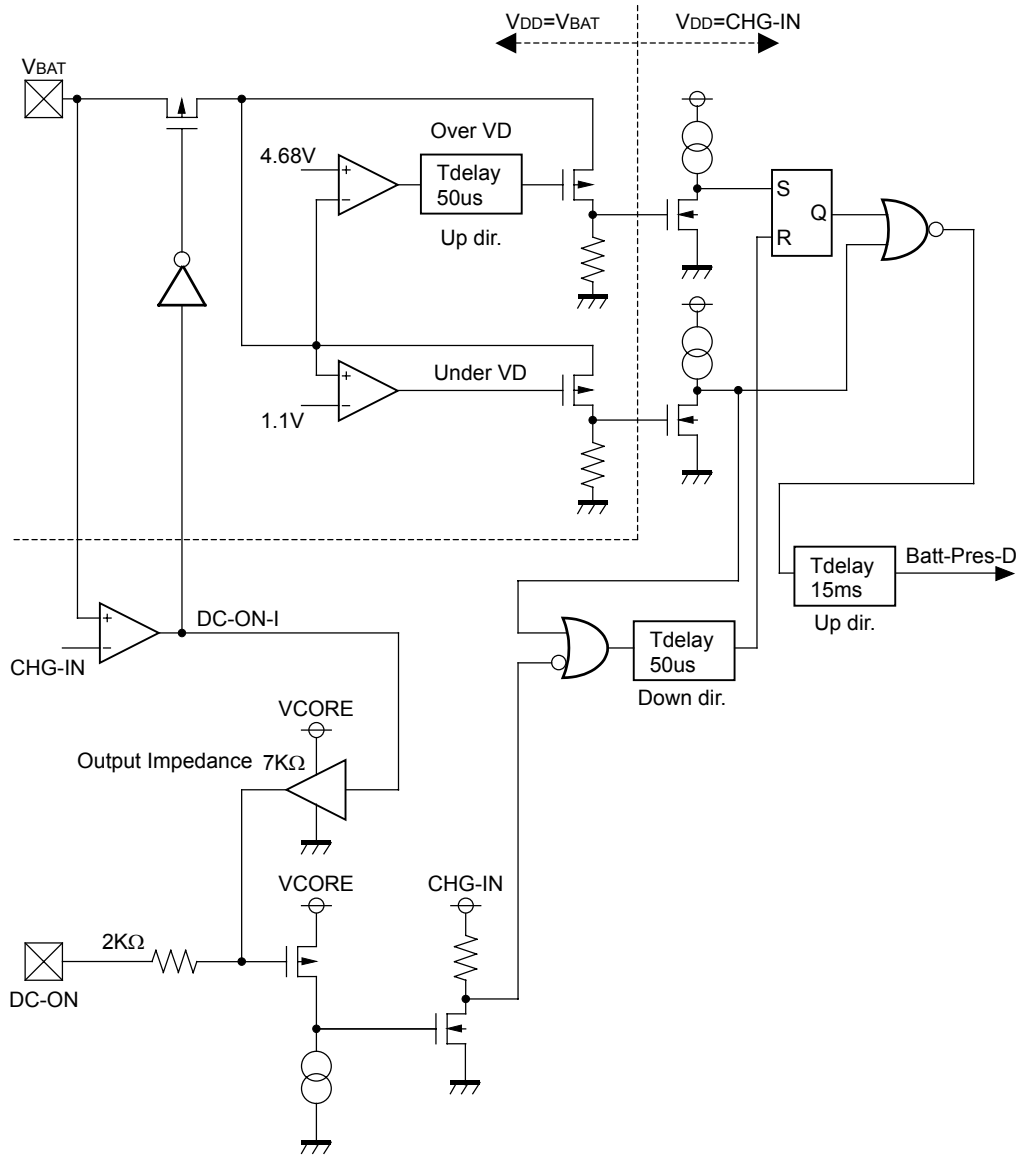 VDD=VBAT
VDD=CHG-IN
VBAT
Over VD
4.68V
+
−
Tdelay
50us
Up dir.
S
Q
R
+
−
Under VD
1.1V
Tdelay
15ms
Batt-Pres-D
Up dir.
+
−
DC-ON-I
CHG-IN
Tdelay
50us
Down dir.
VCORE
Output Impedance 7KΩ
VCORE
CHG-IN
2KΩ
DC-ON